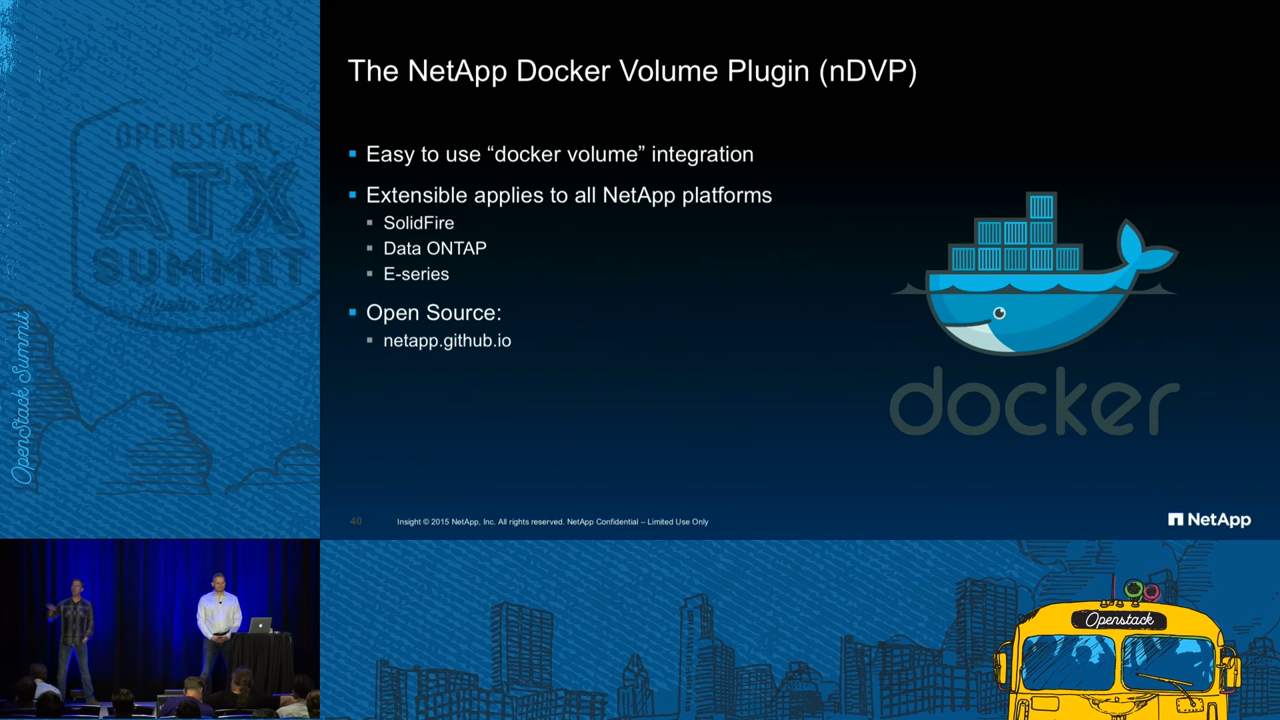 OPENSTACK
ATX
SUMMIT
OpenStack Summit
The NetApp Docker Volume Plugin (nDVP)
Easy to use “docker volume” integration
Extensible applies to all NetApp platforms
SolidFire
Data ONTAP
E-series
Open Source:
netapp.github.io
docker
40
Insight © 2015 NetApp, Inc. All rights reserved. NetApp Confidential – Limited Use Only
NetApp
Openstack